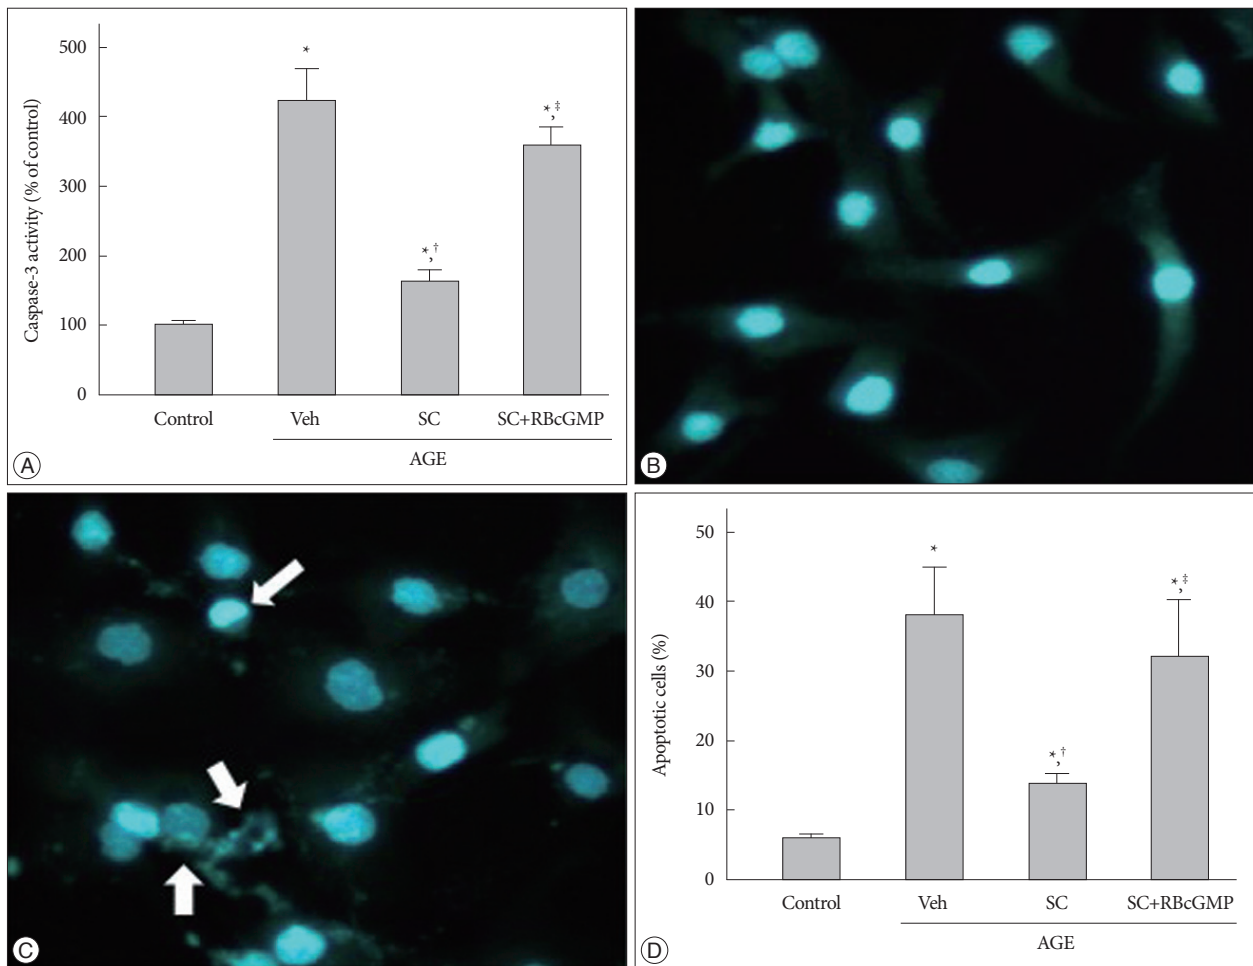 Caspase-3 activity (% of control)
500
400
300
200
100
0
*
*,†
*,‡
Control
Veh
SC
SC+RBcGMP
AGE
A
B
C
Apoptotic cells (%)
50
40
30
20
10
0
*
*,†
*,‡
Control
Veh
SC
SC+RBcGMP
AGE
D